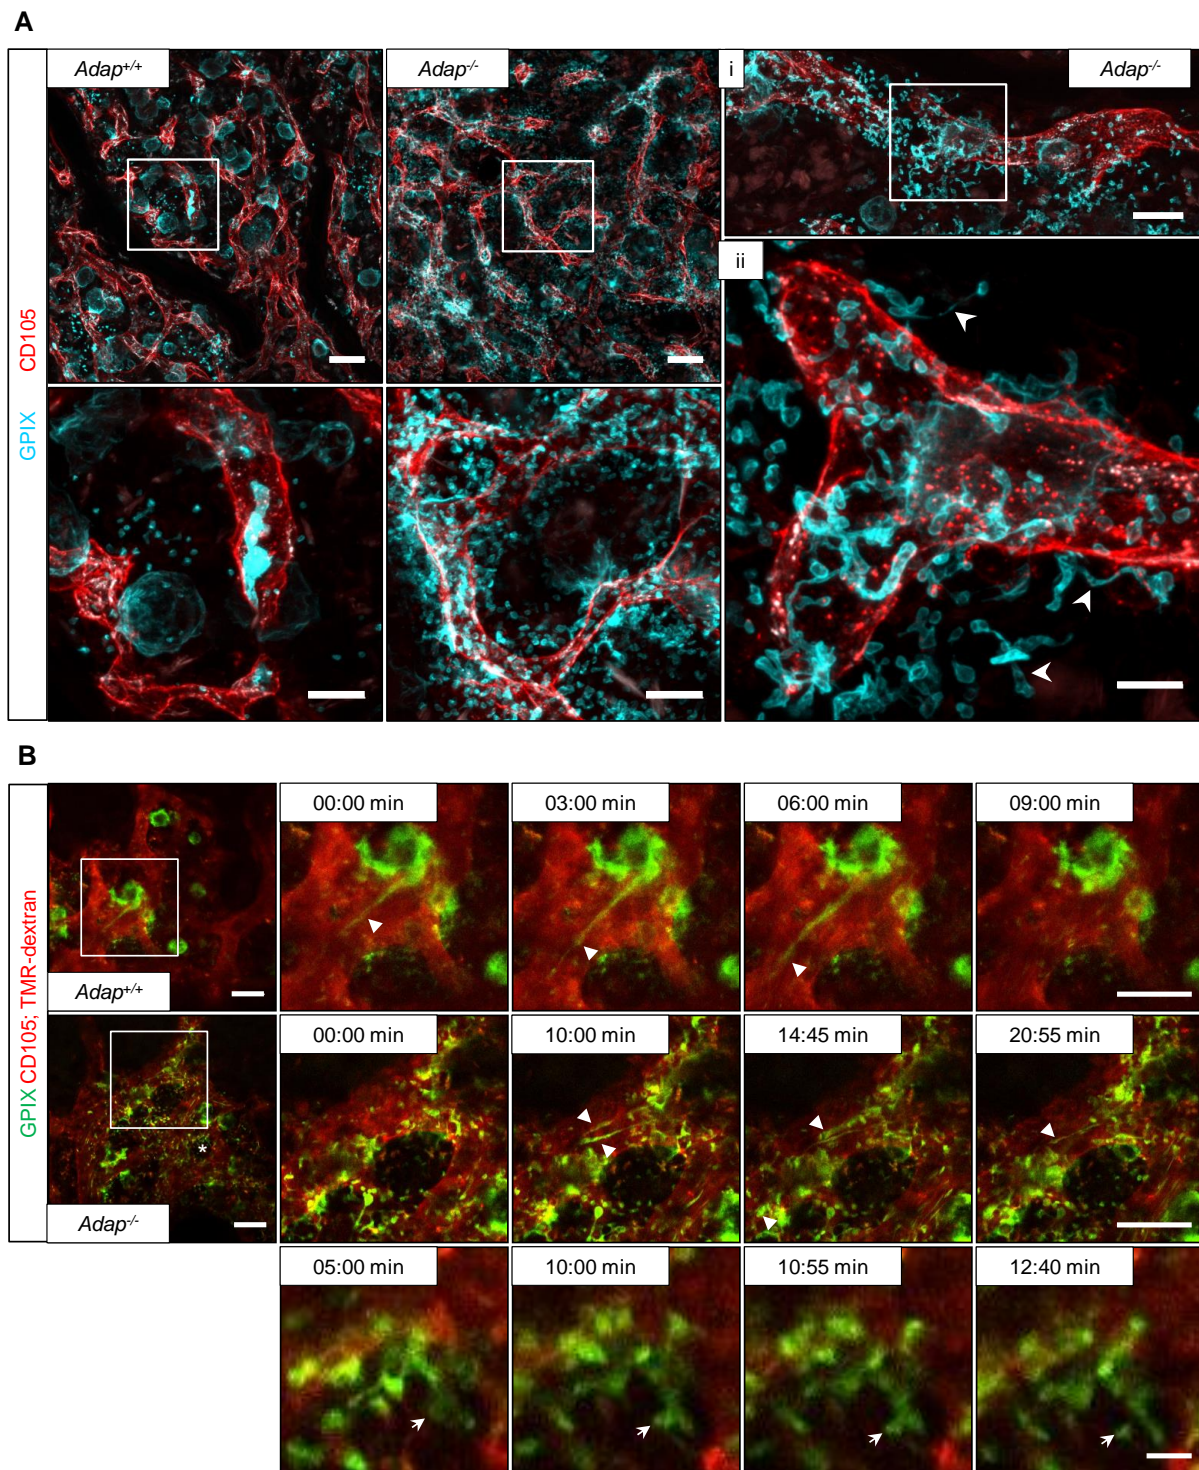 A
GPIX CD105
Adap+/+
Adap-/-
i
Adap-/-
ii
B
GPIX CD105; TMR-dextran
Adap+/+
00:00 min
03:00 min
06:00 min
09:00 min
Adap-/-
*
00:00 min
10:00 min
14:45 min
20:55 min
05:00 min
10:00 min
10:55 min
12:40 min